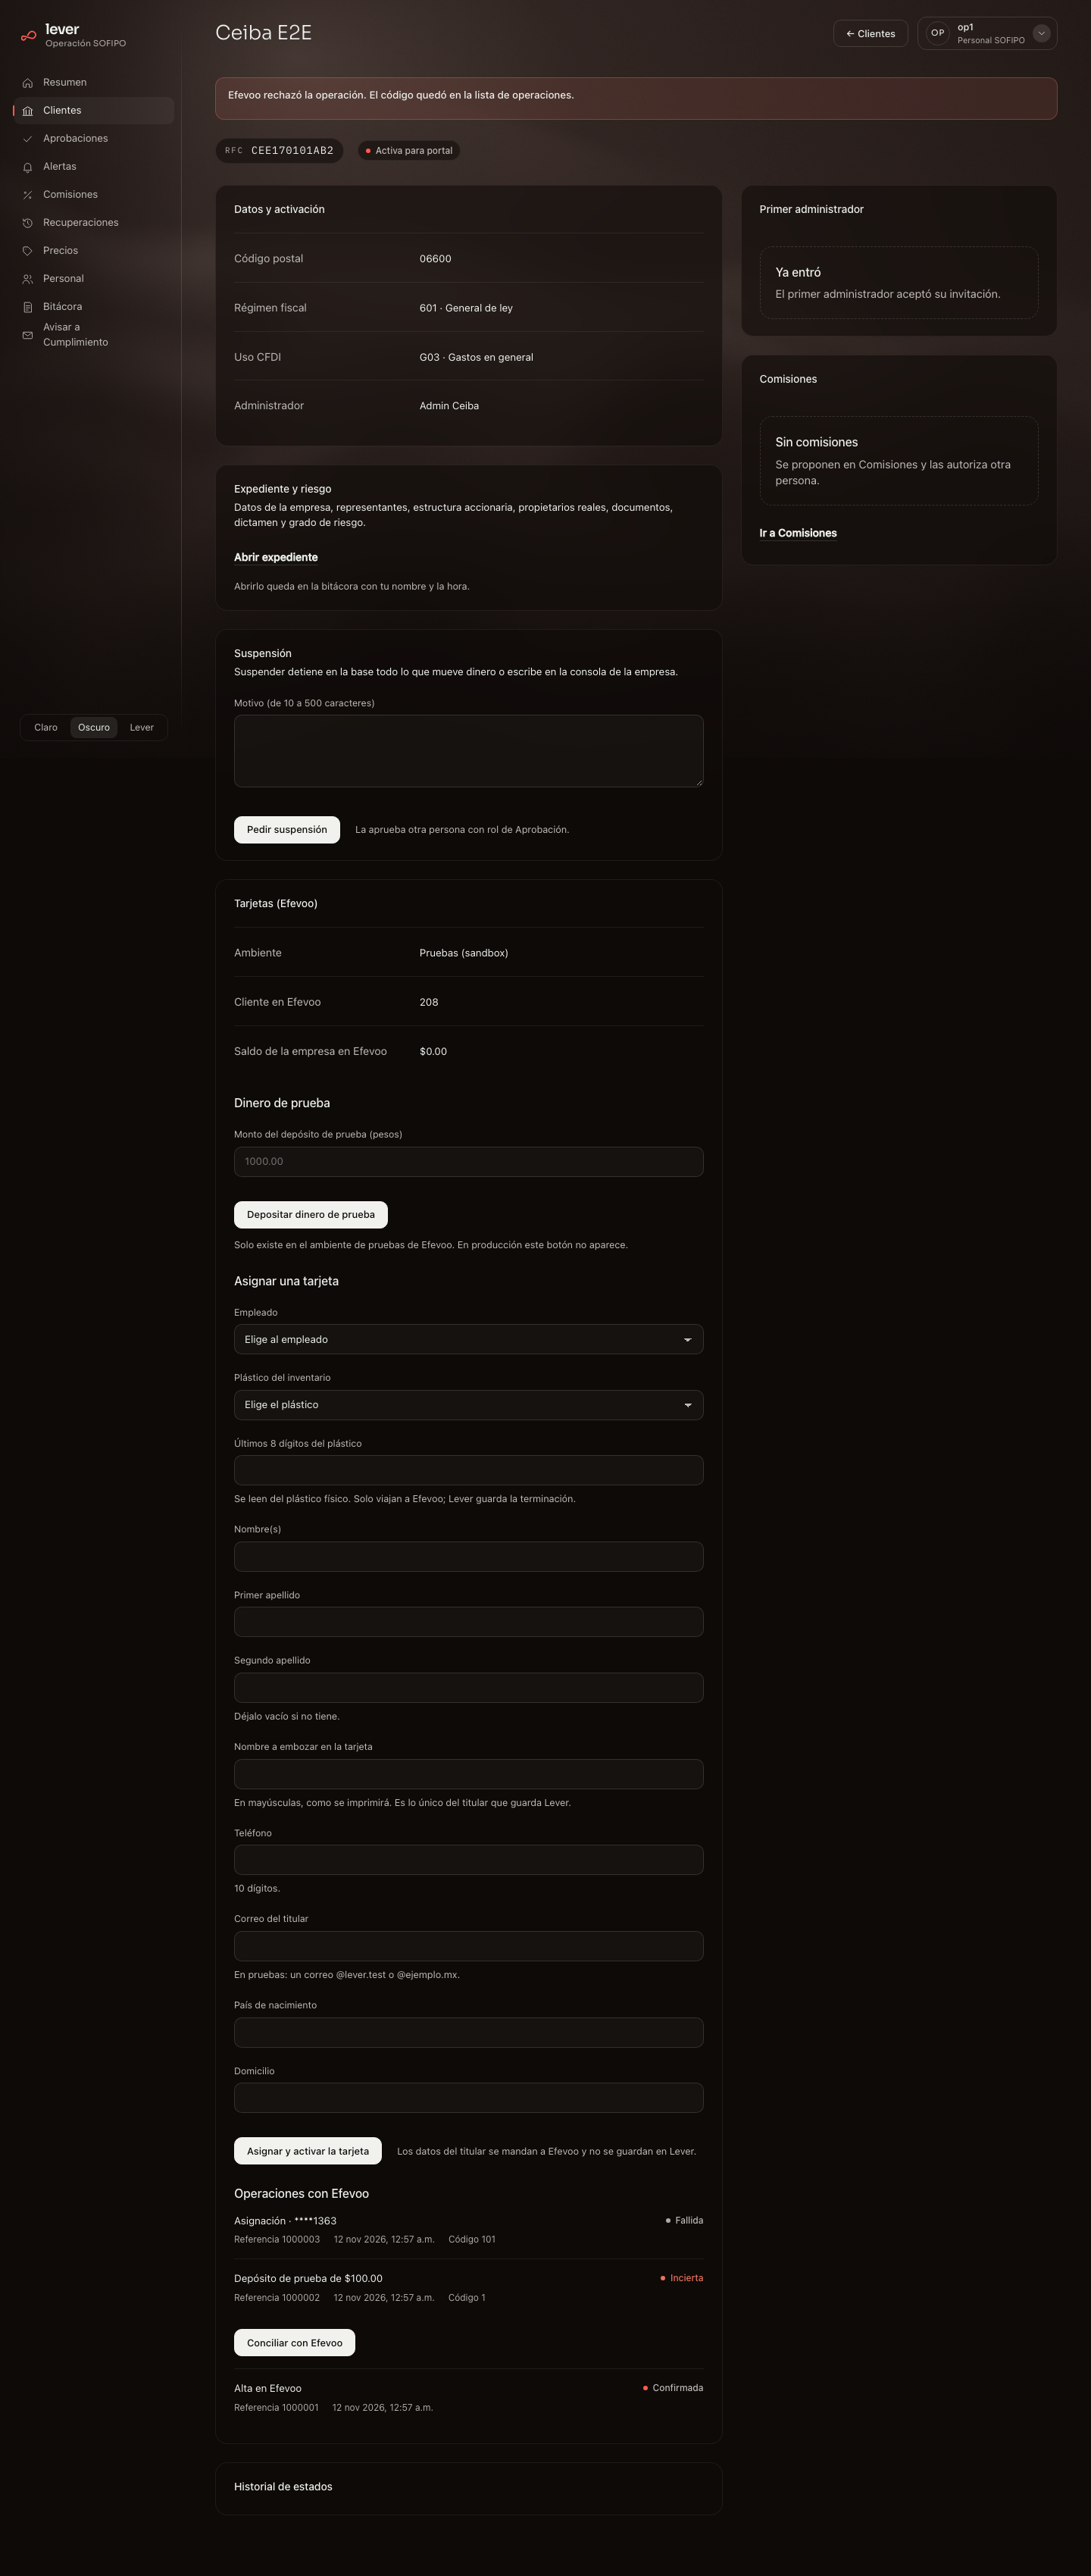 lever
Operación SOFIPO
Resumen
Clientes
Aprobaciones
Alertas
Comisiones
Recuperaciones
Precios
Personal
Bitácora
Avisar a
Cumplimiento
Claro
Oscuro
Lever
Ceiba E2E
← Clientes
OP
op1
Personal SOFIPO
Efevoo rechazó la operación. El código quedó en la lista de operaciones.
RFC CEE170101AB2
Activa para portal
Datos y activación
Código postal 06600
Régimen fiscal 601 · General de ley
Uso CFDI G03 · Gastos en general
Administrador Admin Ceiba
Expediente y riesgo
Datos de la empresa, representantes, estructura accionaria, propietarios reales, documentos,
dictamen y grado de riesgo.
Abrir expediente
Abrirlo queda en la bitácora con tu nombre y la hora.
Suspensión
Suspender detiene en la base todo lo que mueve dinero o escribe en la consola de la empresa.
Motivo (de 10 a 500 caracteres)
Pedir suspensión
La aprueba otra persona con rol de Aprobación.
Tarjetas (Efevoo)
Ambiente Pruebas (sandbox)
Cliente en Efevoo 208
Saldo de la empresa en Efevoo $0.00
Dinero de prueba
Monto del depósito de prueba (pesos)
1000.00
Depositar dinero de prueba
Solo existe en el ambiente de pruebas de Efevoo. En producción este botón no aparece.
Asignar una tarjeta
Empleado
Elige al empleado
Plástico del inventario
Elige el plástico
Últimos 8 dígitos del plástico
Se leen del plástico físico. Solo viajan a Efevoo; Lever guarda la terminación.
Nombre(s)
Primer apellido
Segundo apellido
Déjalo vacío si no tiene.
Nombre a embozar en la tarjeta
En mayúsculas, como se imprimirá. Es lo único del titular que guarda Lever.
Teléfono
10 dígitos.
Correo del titular
En pruebas: un correo @lever.test o @ejemplo.mx.
País de nacimiento
Domicilio
Asignar y activar la tarjeta
Los datos del titular se mandan a Efevoo y no se guardan en Lever.
Operaciones con Efevoo
Asignación · ****1363 Fallida
Referencia 1000003 12 nov 2026, 12:57 a.m. Código 101
Depósito de prueba de $100.00 Incierta
Referencia 1000002 12 nov 2026, 12:57 a.m. Código 1
Conciliar con Efevoo
Alta en Efevoo Confirmada
Referencia 1000001 12 nov 2026, 12:57 a.m.
Historial de estados
Primer administrador
Ya entró
El primer administrador aceptó su invitación.
Comisiones
Sin comisiones
Se proponen en Comisiones y las autoriza otra
persona.
Ir a Comisiones